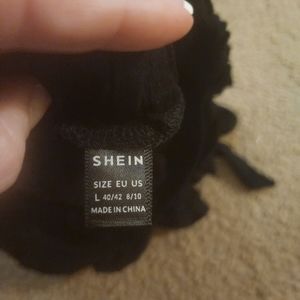 SHEIN
SIZE EU US
L 40/42 8/10
MADE IN CHINA